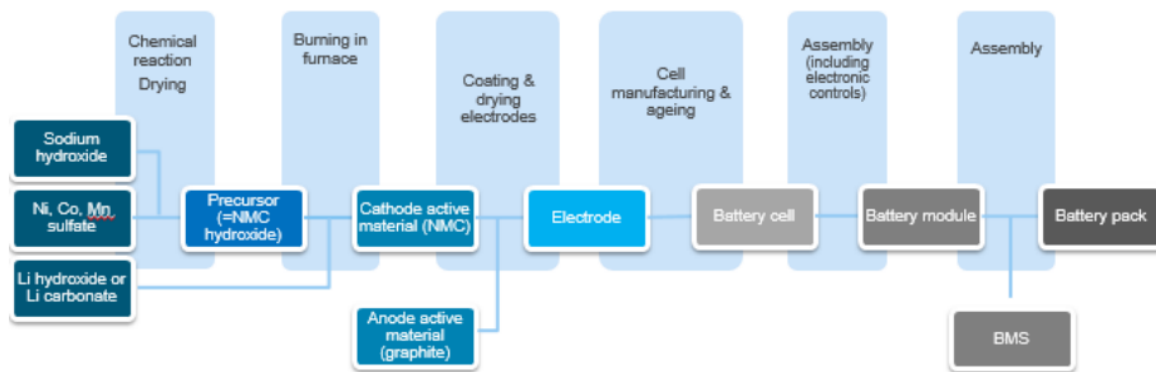 Chemical
reaction
Drying
Burning in
furnace
Coating &
drying
electrodes
Cell
manufacturing &
ageing
Assembly
(including
electronic
controls)
Assembly
Sodium
hydroxide
Ni, Co, Mn
sulfate
Li hydroxide or
Li carbonate
Precursor
(=NMC
hydroxide)
Cathode active
material (NMC)
Anode active
material
(graphite)
Electrode
Battery cell
Battery module
Battery pack
BMS